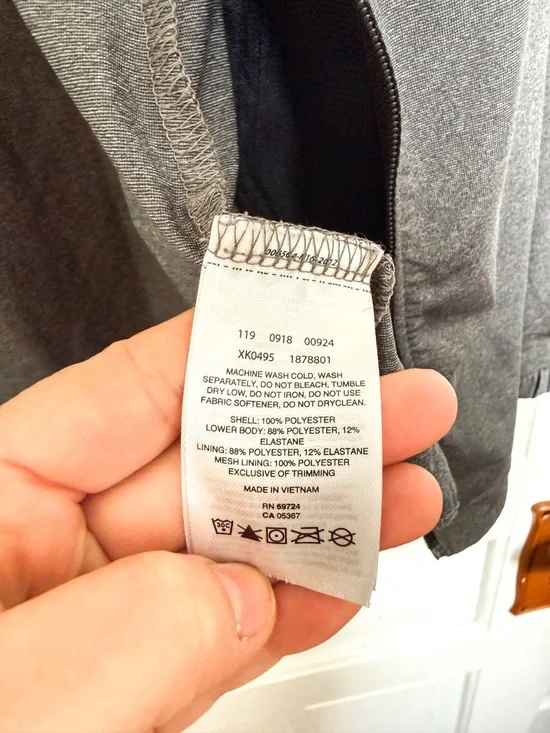 119 0918 00924
XK0495 1878801
MACHINE WASH COLD, WASH
SEPARATELY, DO NOT BLEACH, TUMBLE
DRY LOW, DO NOT IRON, DO NOT USE
FABRIC SOFTENER, DO NOT DRYCLEAN.
SHELL: 100% POLYESTER
LOWER BODY: 88% POLYESTER, 12%
ELASTANE
LINING: 88% POLYESTER, 12% ELASTANE
MESH LINING: 100% POLYESTER
EXCLUSIVE OF TRIMMING
MADE IN VIETNAM
RN 69724
CA 05367
30C